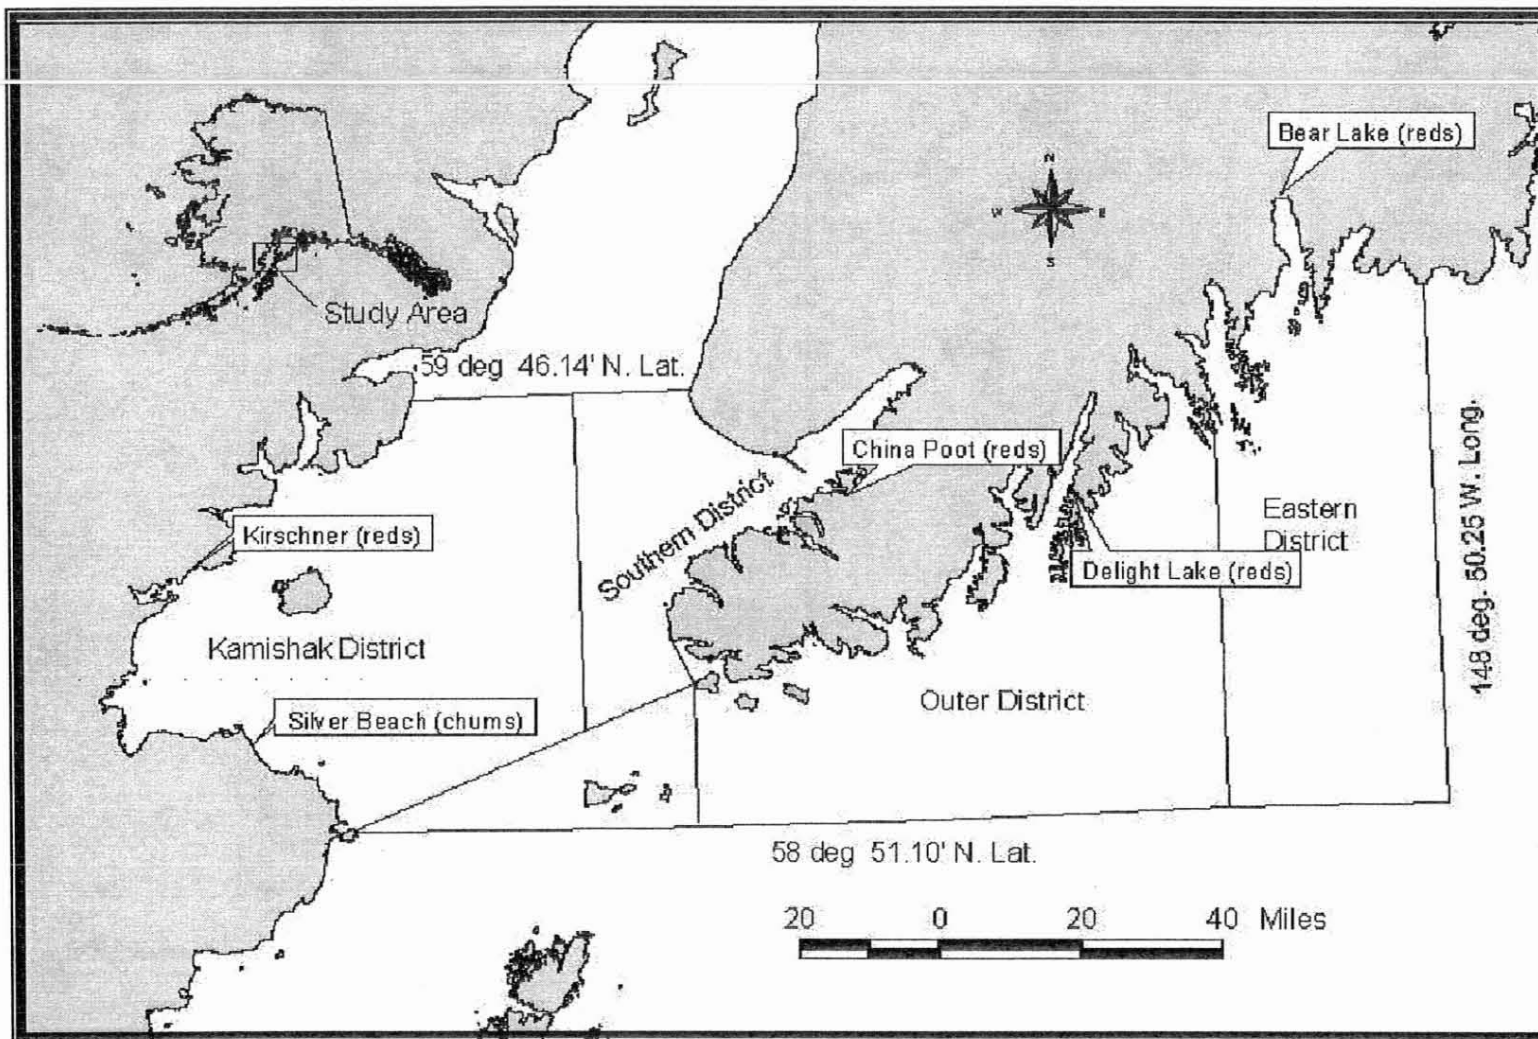 Bear Lake (reds)
N
W
E
S
Study Area
59 deg 46.14' N. Lat.
China Poot (reds)
Southern District
Kirschner (reds)
Eastern
District
Delight Lake (reds)
148 deg. 50.25 W. Long.
Kamishak District
Outer District
Silver Beach (chums)
58 deg 51.10' N. Lat.
20 0 20 40 Miles